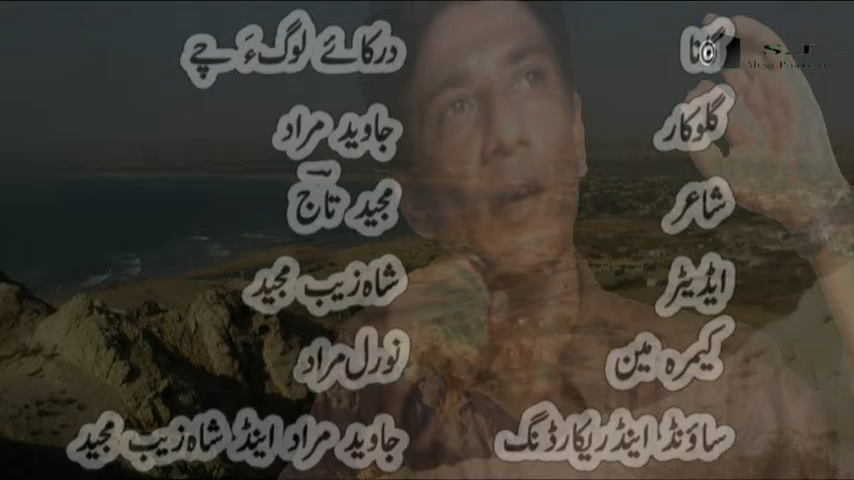 گانا درکائے لوگءَ چے
گلوکار جاوید مراد
شاعر مجید تاج
ایڈیٹر شاہ زیب مجید
کیمرہ مین نورل مراد
ساؤنڈ اینڈ ریکارڈنگ جاوید مراد اینڈ شاہ زیب مجید